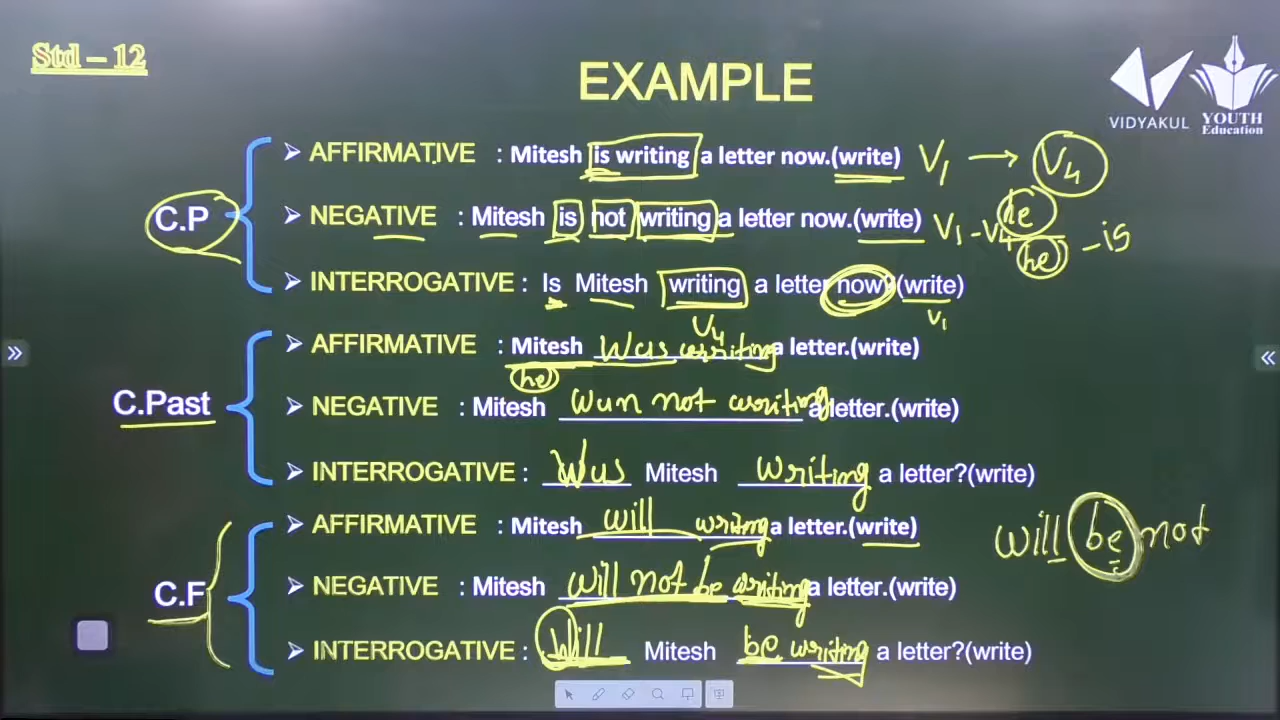 Std – 12
EXAMPLE
VIDYAKUL
YOUTH
Education
C.P
➢ AFFIRMATIVE : Mitesh is writing a letter now.(write) V1 → V4
➢ NEGATIVE : Mitesh is not writing a letter now.(write) V1 - V4 he
he - is
➢ INTERROGATIVE : Is Mitesh writing a letter now?(write)
V4 V1
C.Past
➢ AFFIRMATIVE : Mitesh was writing a letter.(write)
he
➢ NEGATIVE : Mitesh was not writing a letter.(write)
➢ INTERROGATIVE : Was Mitesh writing a letter?(write)
C.F
➢ AFFIRMATIVE : Mitesh will writng a letter.(write)
will be not
➢ NEGATIVE : Mitesh will not be writing a letter.(write)
➢ INTERROGATIVE : Will Mitesh be writing a letter?(write)